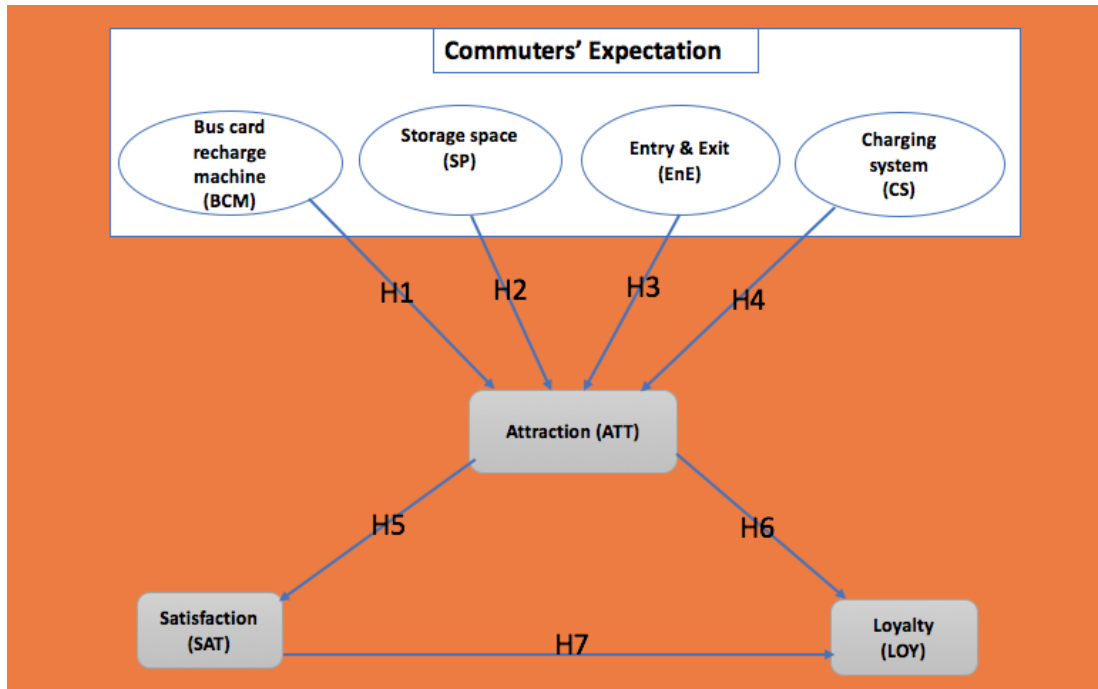 Commuters' Expectation
Bus card
recharge
machine
(BCM)
Storage space
(SP)
Entry & Exit
(EnE)
Charging
system
(CS)
H1
H2
H3
H4
Attraction (ATT)
H5
H6
Satisfaction
(SAT)
H7
Loyalty
(LOY)